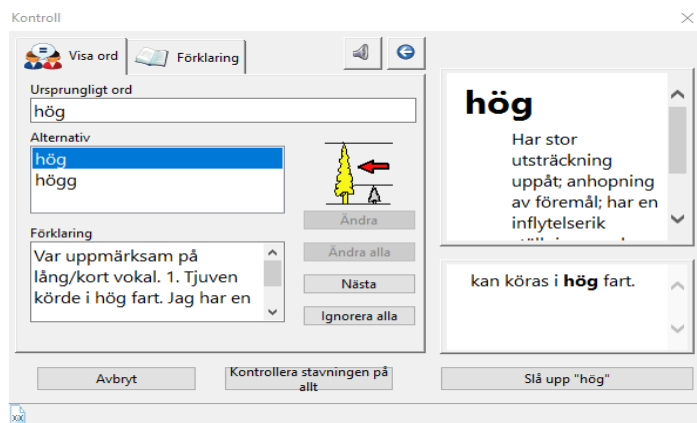 Kontroll
Visa ord
Förklaring
Ursprungligt ord
hög
Alternativ
hög
högg
Ändra
Förklaring
Var uppmärksam på
lång/kort vokal. 1. Tjuven
körde i hög fart. Jag har en
Ändra alla
Nästa
Ignorera alla
Avbryt
Kontrollera stavningen på
allt
hög
Har stor
utsträckning
uppåt; anhopning
av föremål; har en
inflytelserik
kan köras i hög fart.
Slå upp "hög"